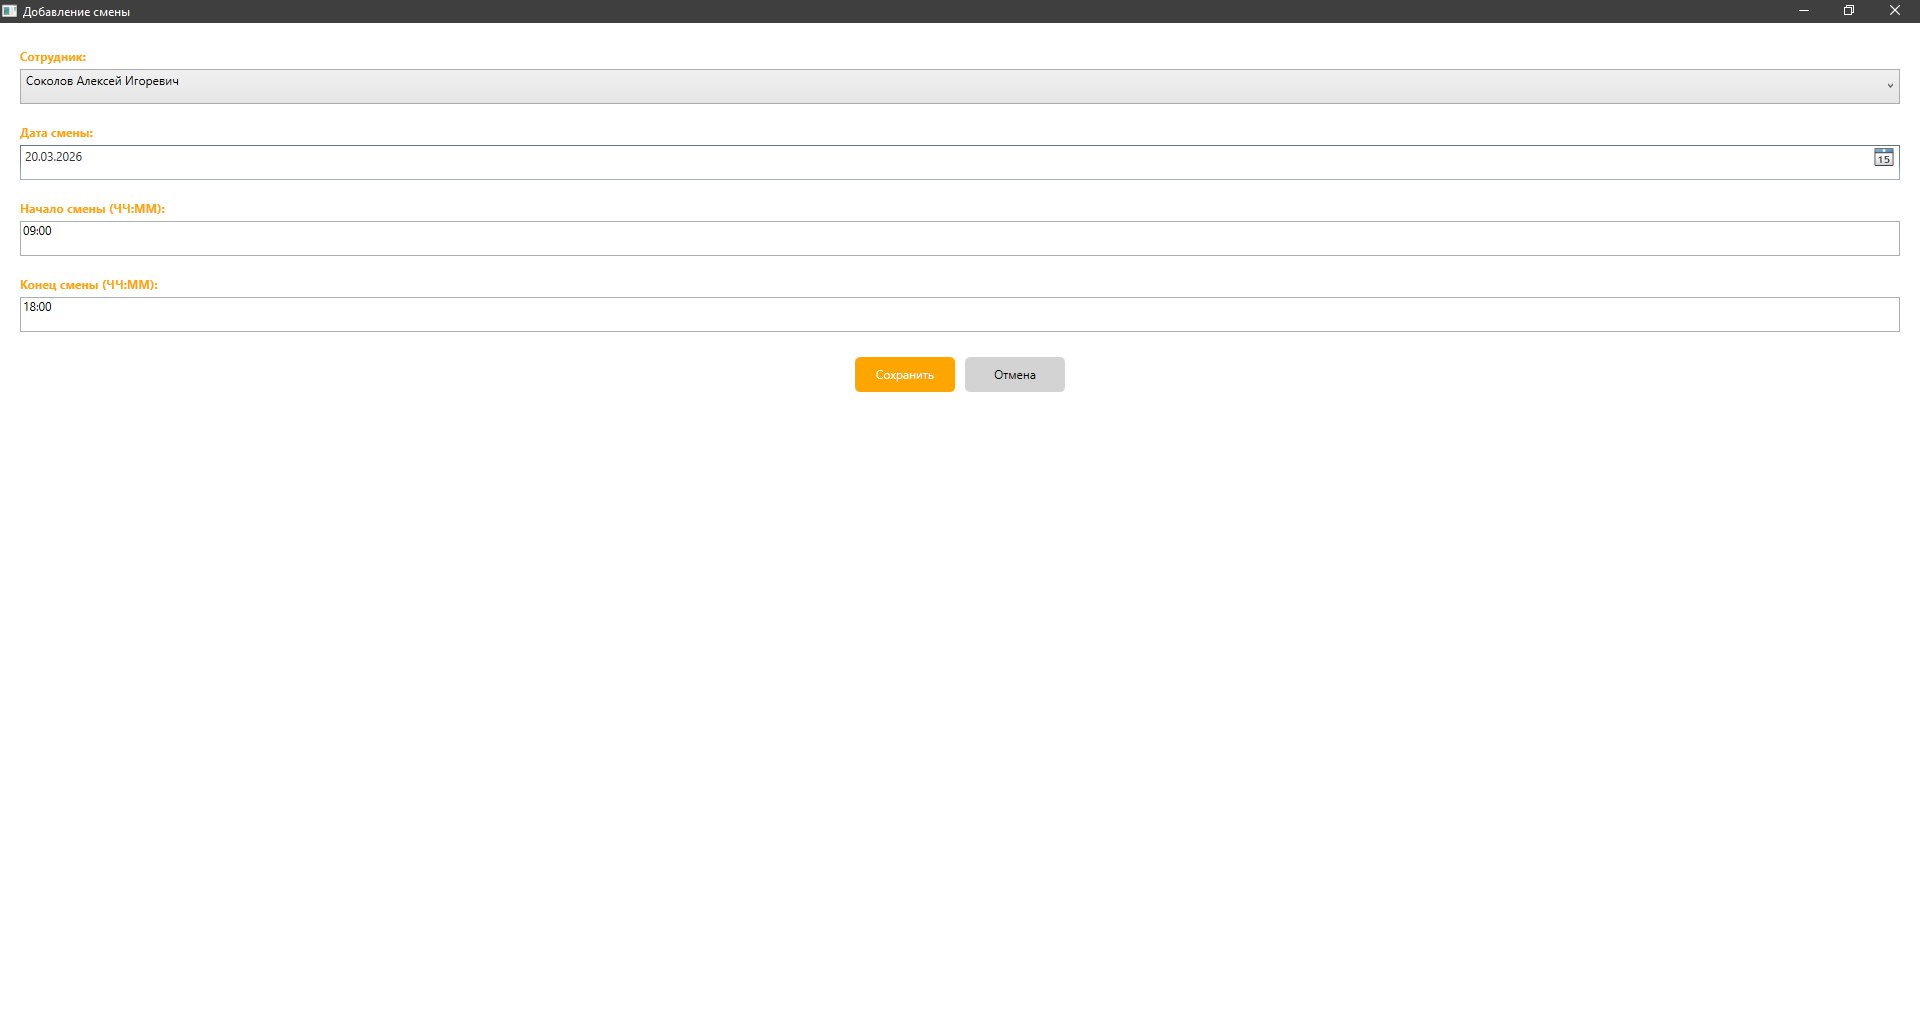 Добавление смены
Сотрудник:
Соколов Алексей Игоревич
Дата смены:
20.03.2026
15
Начало смены (ЧЧ:ММ):
09:00
Конец смены (ЧЧ:ММ):
18:00
Сохранить Отмена